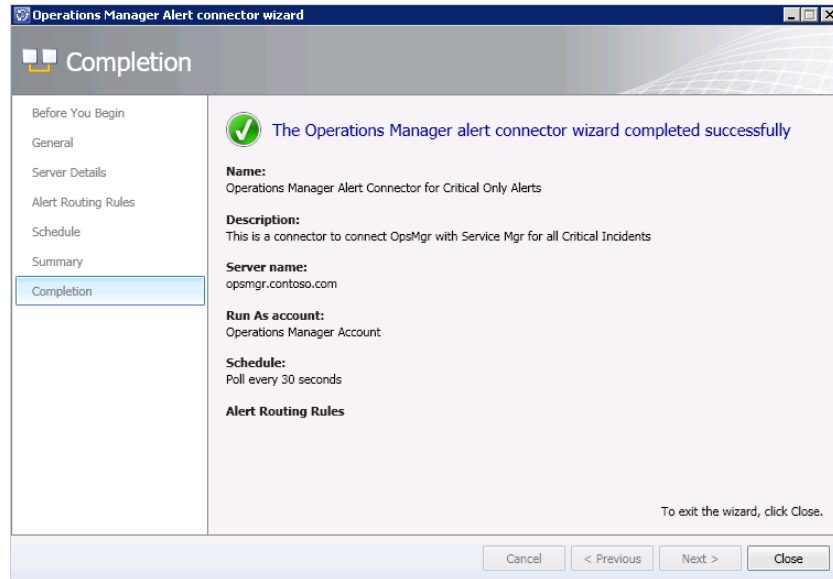 Operations Manager Alert connector wizard
Completion
Before You Begin
General
Server Details
Alert Routing Rules
Schedule
Summary
Completion
The Operations Manager alert connector wizard completed successfully
Name:
Operations Manager Alert Connector for Critical Only Alerts
Description:
This is a connector to connect OpsMgr with Service Mgr for all Critical Incidents
Server name:
opsmgr.contoso.com
Run As account:
Operations Manager Account
Schedule:
Poll every 30 seconds
Alert Routing Rules
To exit the wizard, click Close.
Cancel
< Previous
Next >
Close